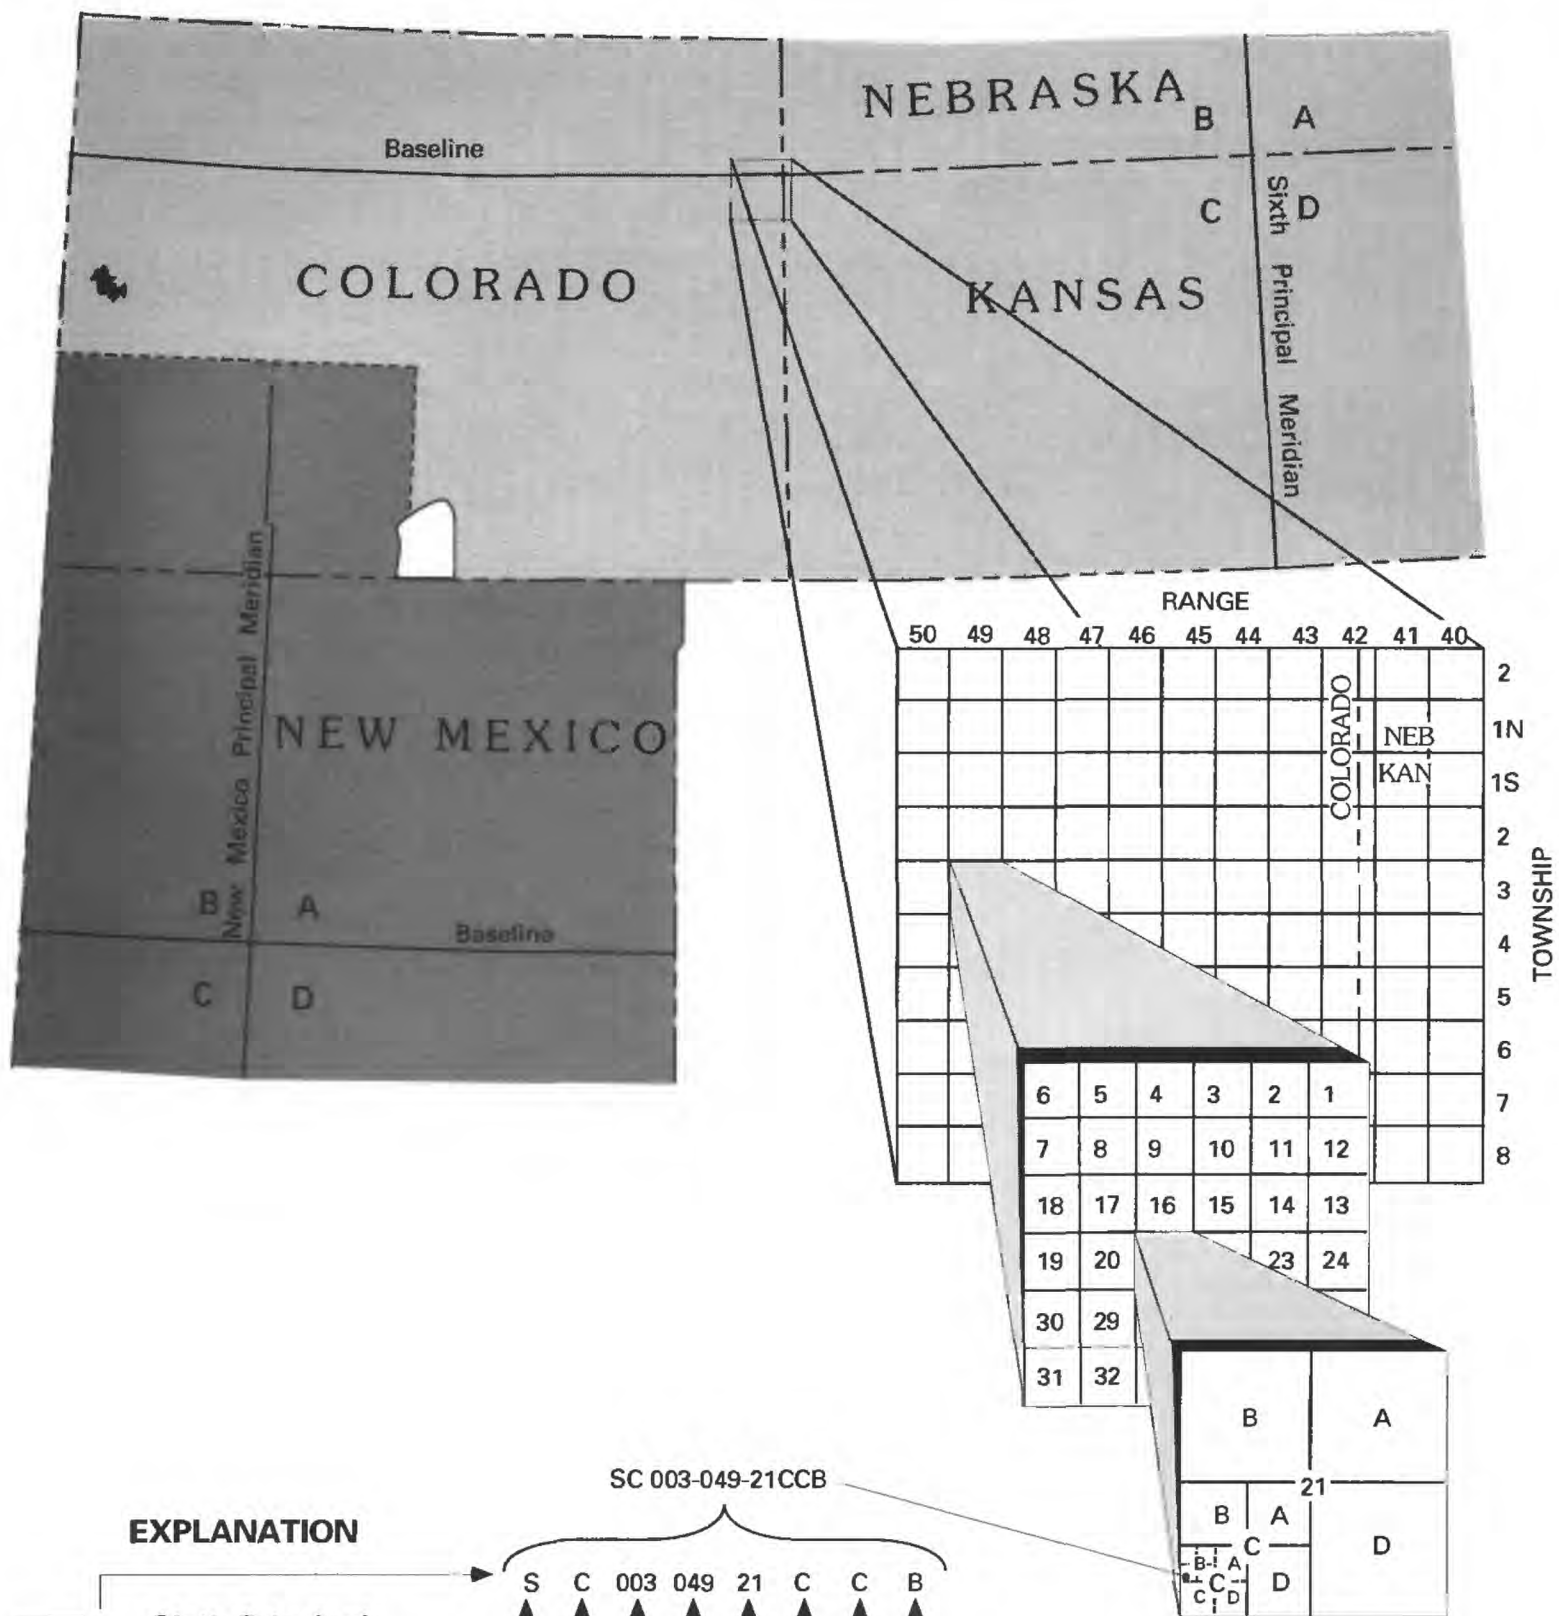 NEBRASKA
B A
Baseline
C D
Sixth Principal Meridian
COLORADO
KANSAS
New Mexico Principal Meridian
NEW MEXICO
B A
Baseline
C D
RANGE
50 49 48 47 46 45 44 43 42 41 40
2
1N
1S
2
3
4
5
6
7
8
TOWNSHIP
COLORADO
NEB
KAN
6 5 4 3 2 1
7 8 9 10 11 12
18 17 16 15 14 13
19 20 23 24
30 29
31 32
B A
21
B A
C D
B A
C
C D
D
SC 003-049-21CCB
EXPLANATION
S C 003 049 21 C C B